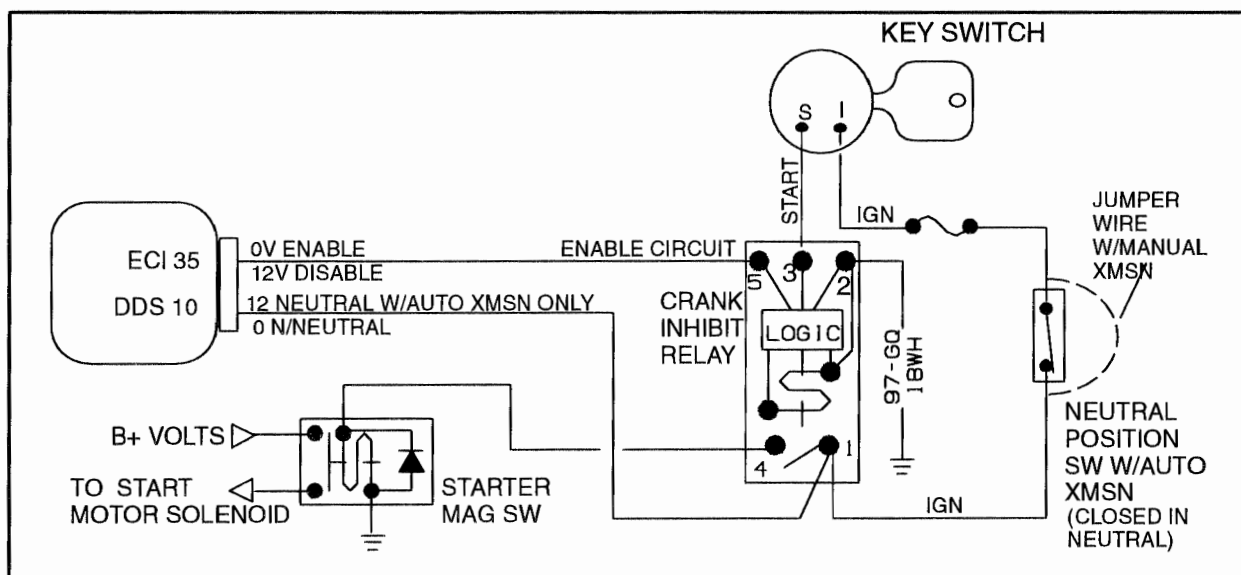 KEY SWITCH
S I
START
IGN
JUMPER
WIRE
W/MANUAL
XMSN
ECI 35
DDS 10
0V ENABLE
12V DISABLE
12 NEUTRAL W/AUTO XMSN ONLY
0 N/NEUTRAL
ENABLE CIRCUIT
5 3 2
CRANK
INHIBIT
RELAY
LOGIC
97-GQ
18WH
4 1
B+ VOLTS
TO START
MOTOR SOLENOID
STARTER
MAG SW
IGN
NEUTRAL
POSITION
SW W/AUTO
XMSN
(CLOSED IN
NEUTRAL)